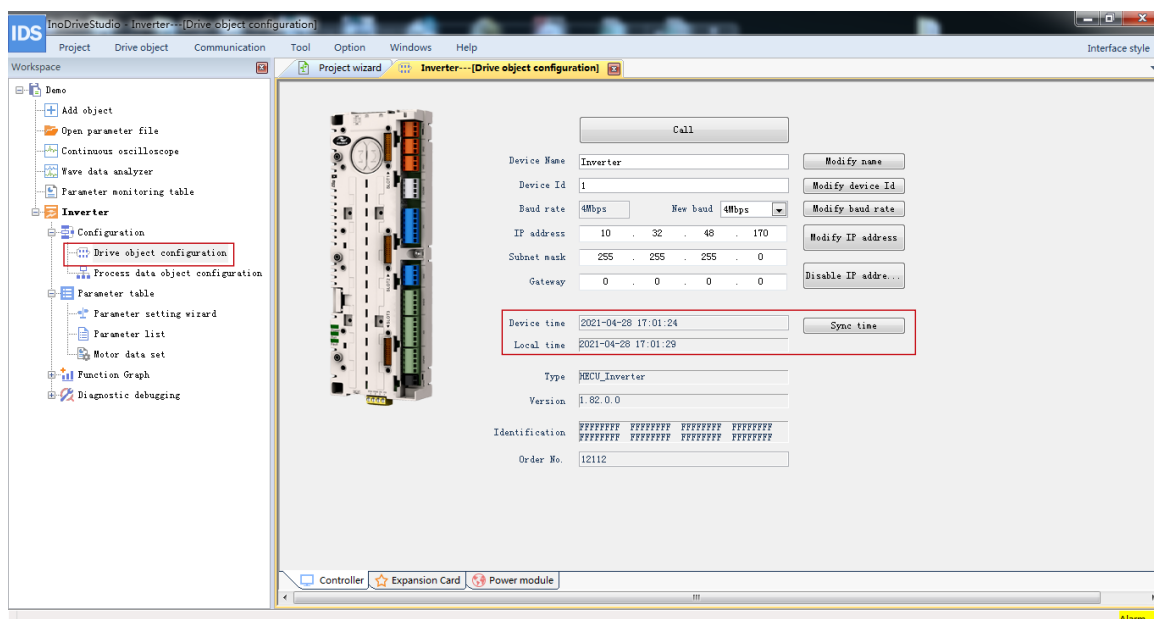 IDS InoDriveStudio - Inverter---[Drive object configuration]
Project Drive object Communication Tool Option Windows Help Interface style
Workspace
Project wizard Inverter---[Drive object configuration]
Demo
Add object
Open parameter file
Continuous oscilloscope
Wave data analyzer
Parameter monitoring table
Inverter
Configuration
Drive object configuration
Process data object configuration
Parameter table
Parameter setting wizard
Parameter list
Motor data set
Function Graph
Diagnostic debugging
Call
Device Name Inverter Modify name
Device Id 1 Modify device Id
Baud rate 4Mbps New baud 4Mbps Modify baud rate
IP address 10 . 32 . 48 . 170 Modify IP address
Subnet mask 255 . 255 . 255 . 0
Gateway 0 . 0 . 0 . 0 Disable IP addre...
Device time 2021-04-28 17:01:24 Sync time
Local time 2021-04-28 17:01:29
Type HECU_Inverter
Version 1.82.0.0
Identification FFFFFFFF FFFFFFFF FFFFFFFF FFFFFFFF
FFFFFFFF FFFFFFFF FFFFFFFF FFFFFFFF
Order No. 12112
Controller Expansion Card Power module
Alarm